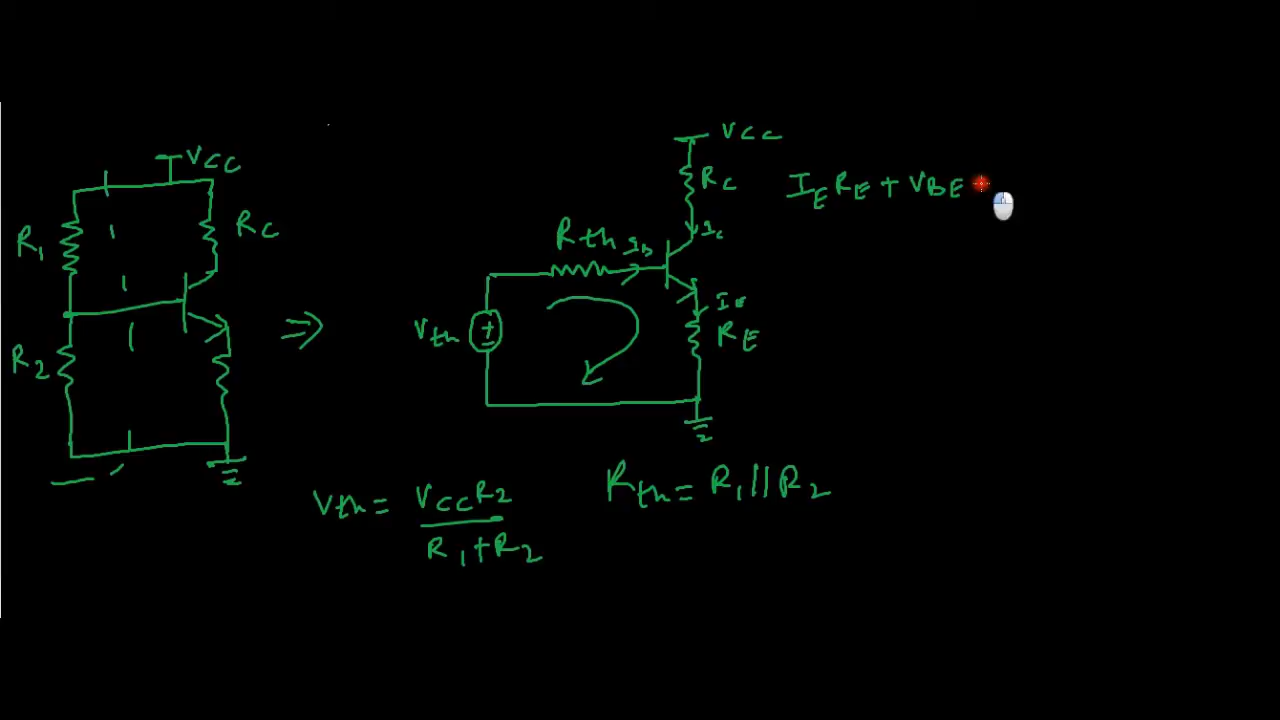 VCC
R1
RC
R2
VCC
RC
IERE + VBE
Rth
IB
IC
Vth
IE
RE
Vth = VCCR2
R1+R2
Rth = R1||R2